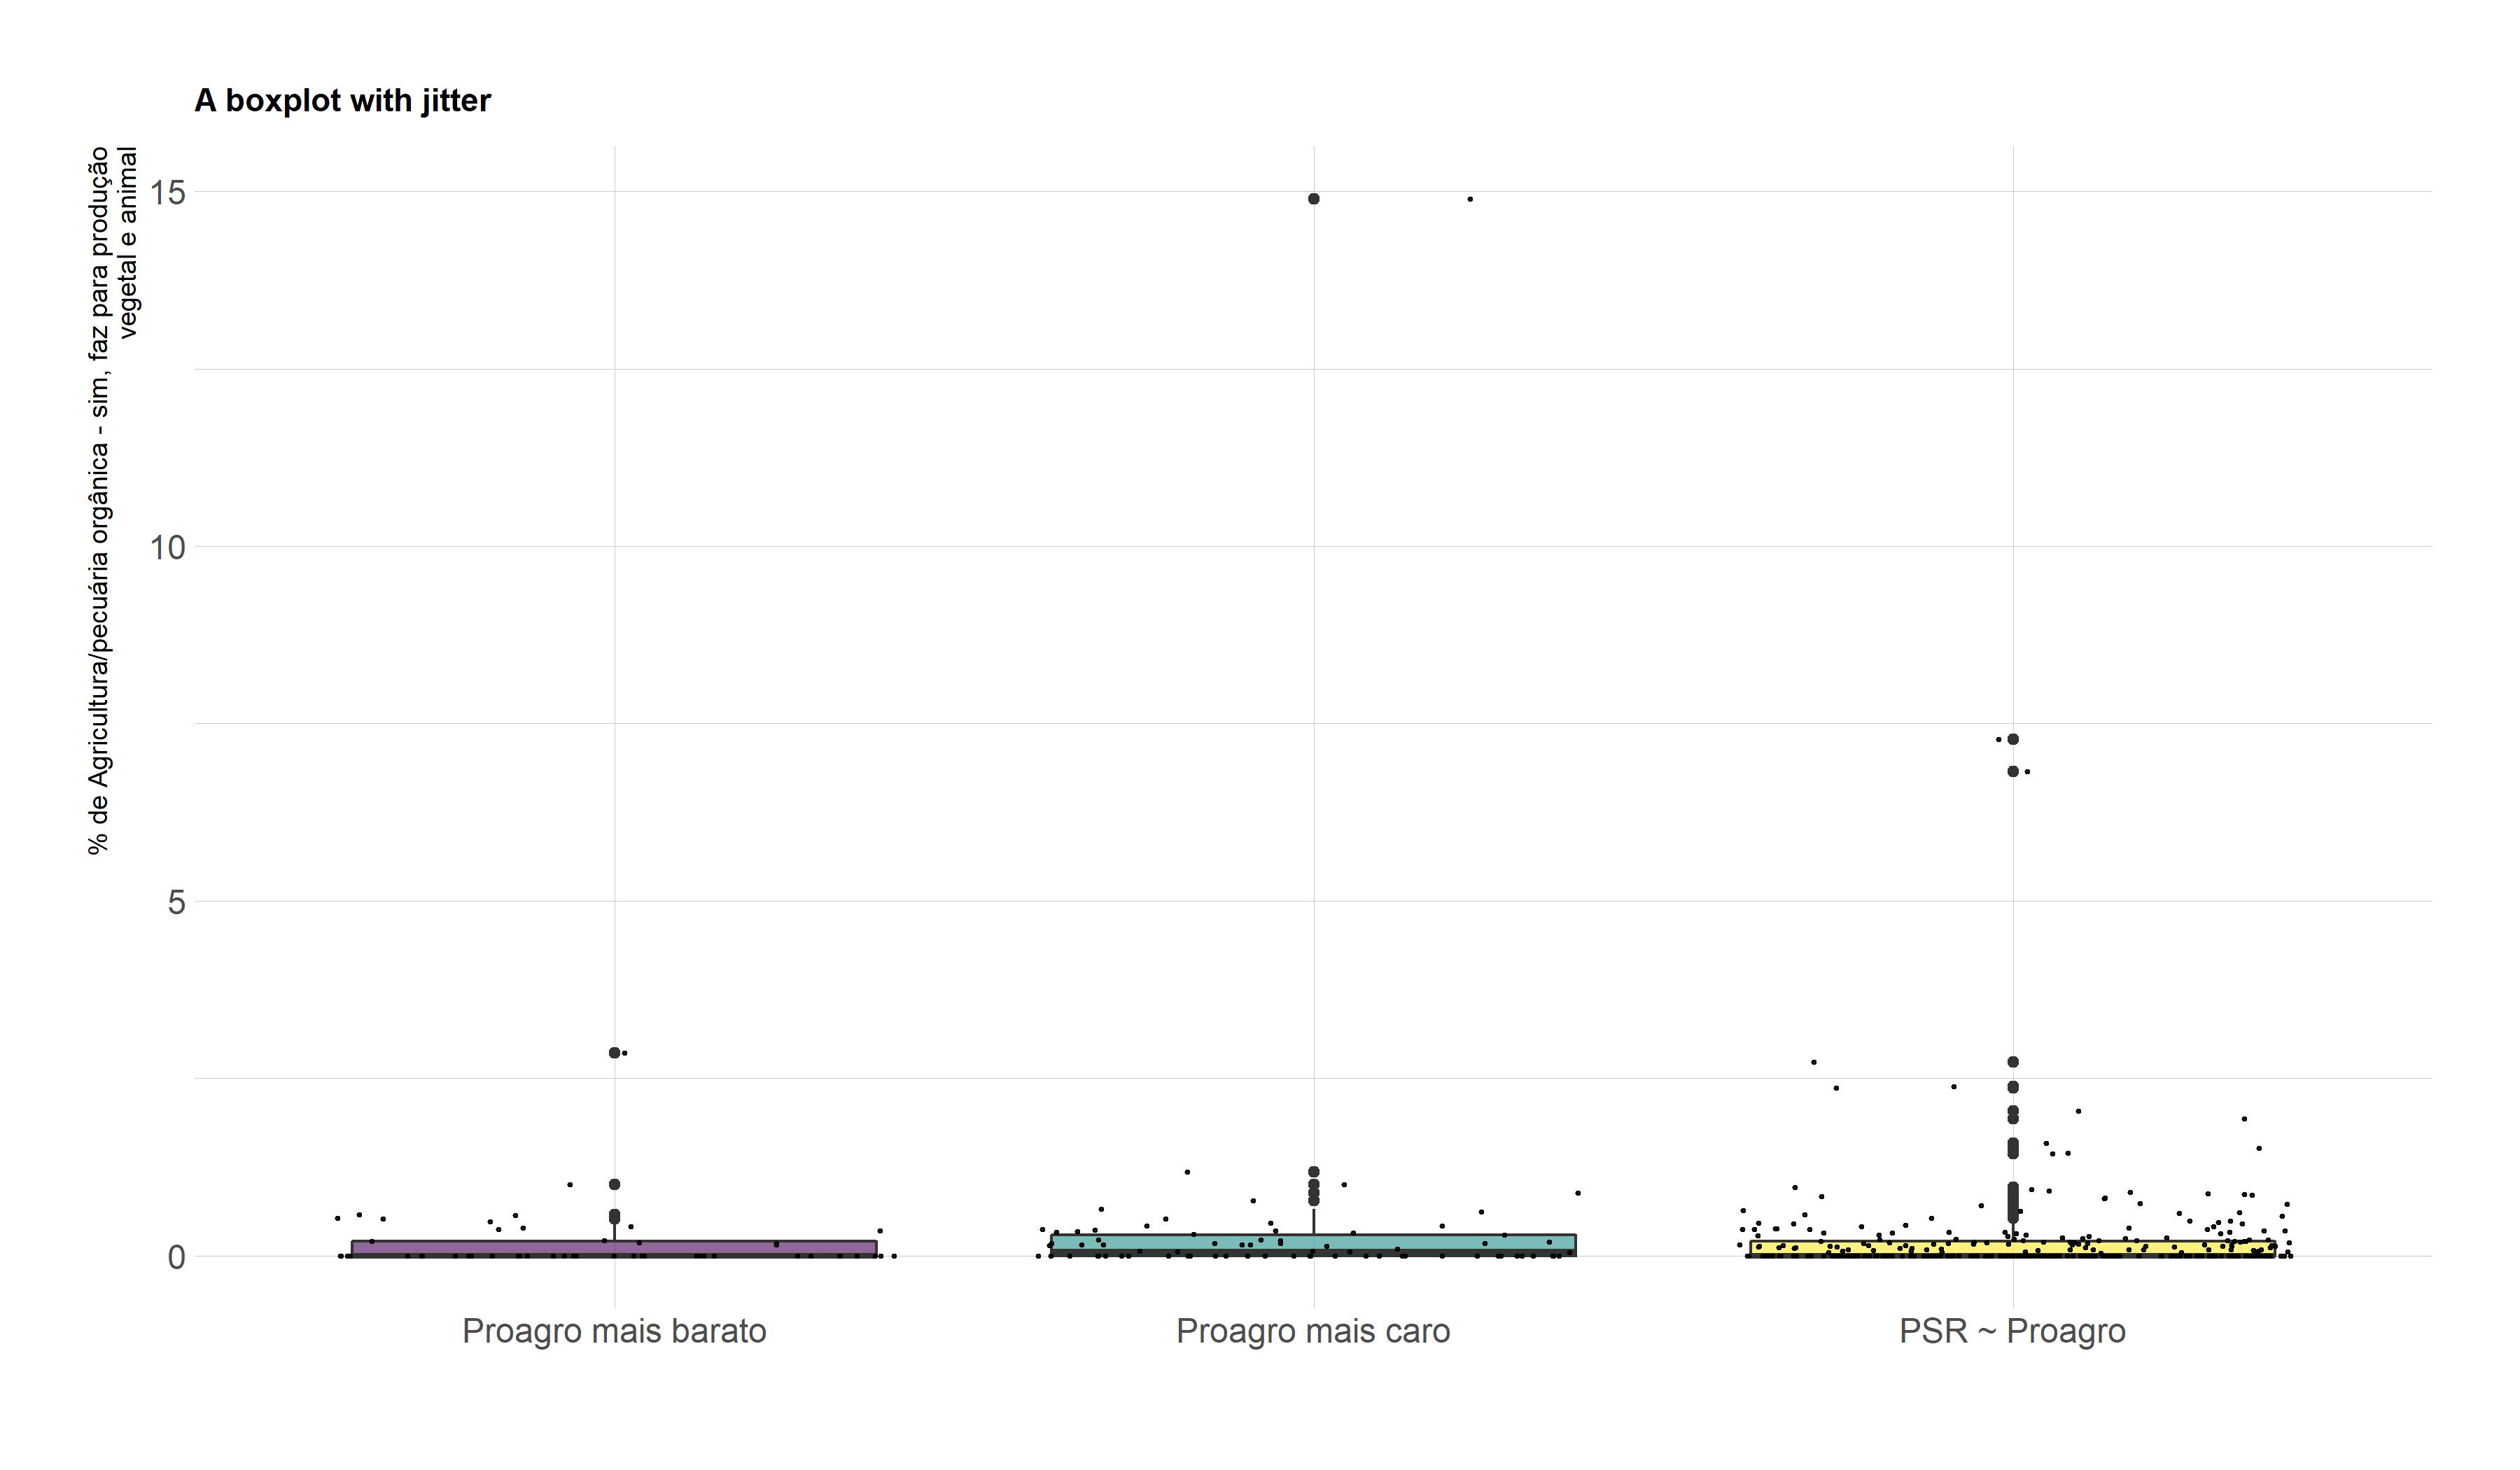 A boxplot with jitter
% de Agricultura/pecuária orgânica - sim, faz para produção
vegetal e animal
15
10
5
0
Proagro mais barato
Proagro mais caro
PSR ~ Proagro